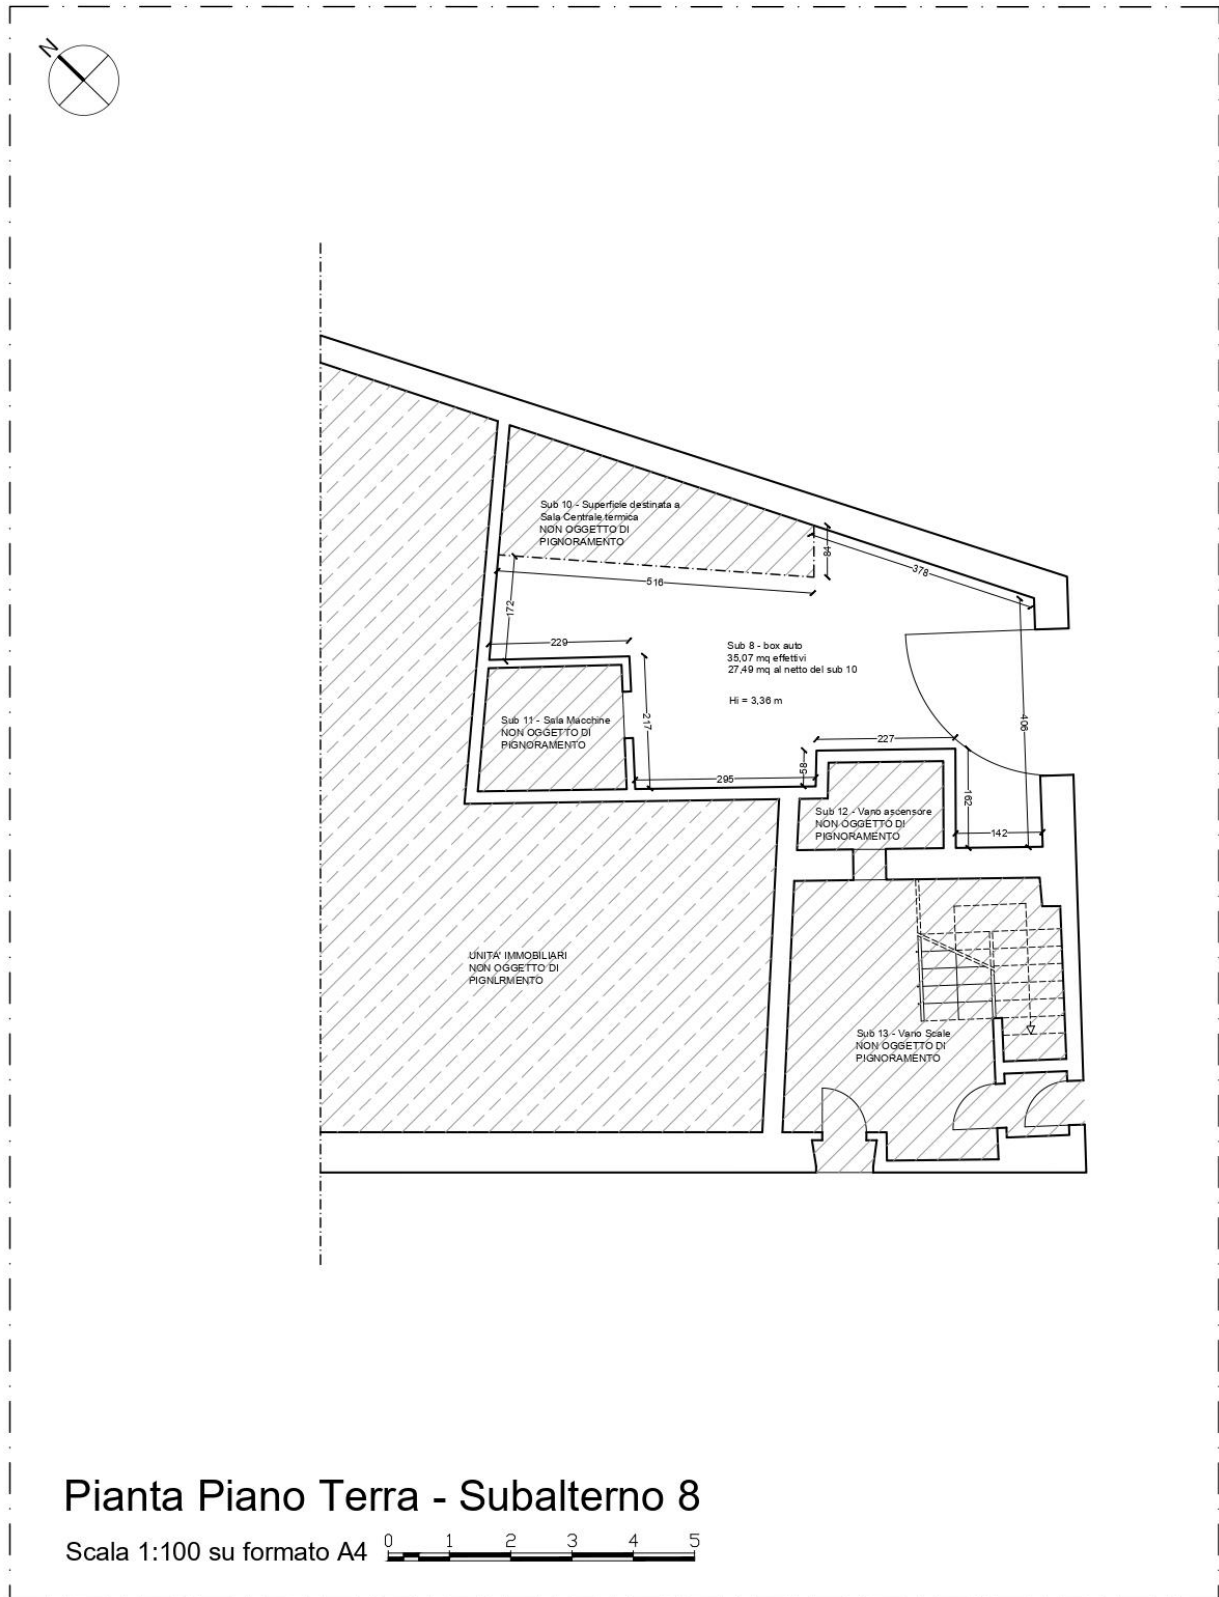 N
Sub 10 - Superficie destinata a
Sala Centrale termica
NON OGGETTO DI
PIGNORAMENTO
84
378
516
172
229
Sub 8 - box auto
35,07 mq effettivi
27,49 mq al netto del sub 10
Hi = 3,36 m
Sub 11 - Sala Macchine
NON OGGETTO DI
PIGNORAMENTO
217
406
227
58
295
162
Sub 12 - Vano ascensore
NON OGGETTO DI
PIGNORAMENTO
142
UNITA' IMMOBILIARI
NON OGGETTO DI
PIGNLRMENTO
Sub 13 - Vano Scale
NON OGGETTO DI
PIGNORAMENTO
Pianta Piano Terra - Subalterno 8
Scala 1:100 su formato A4
0 1 2 3 4 5